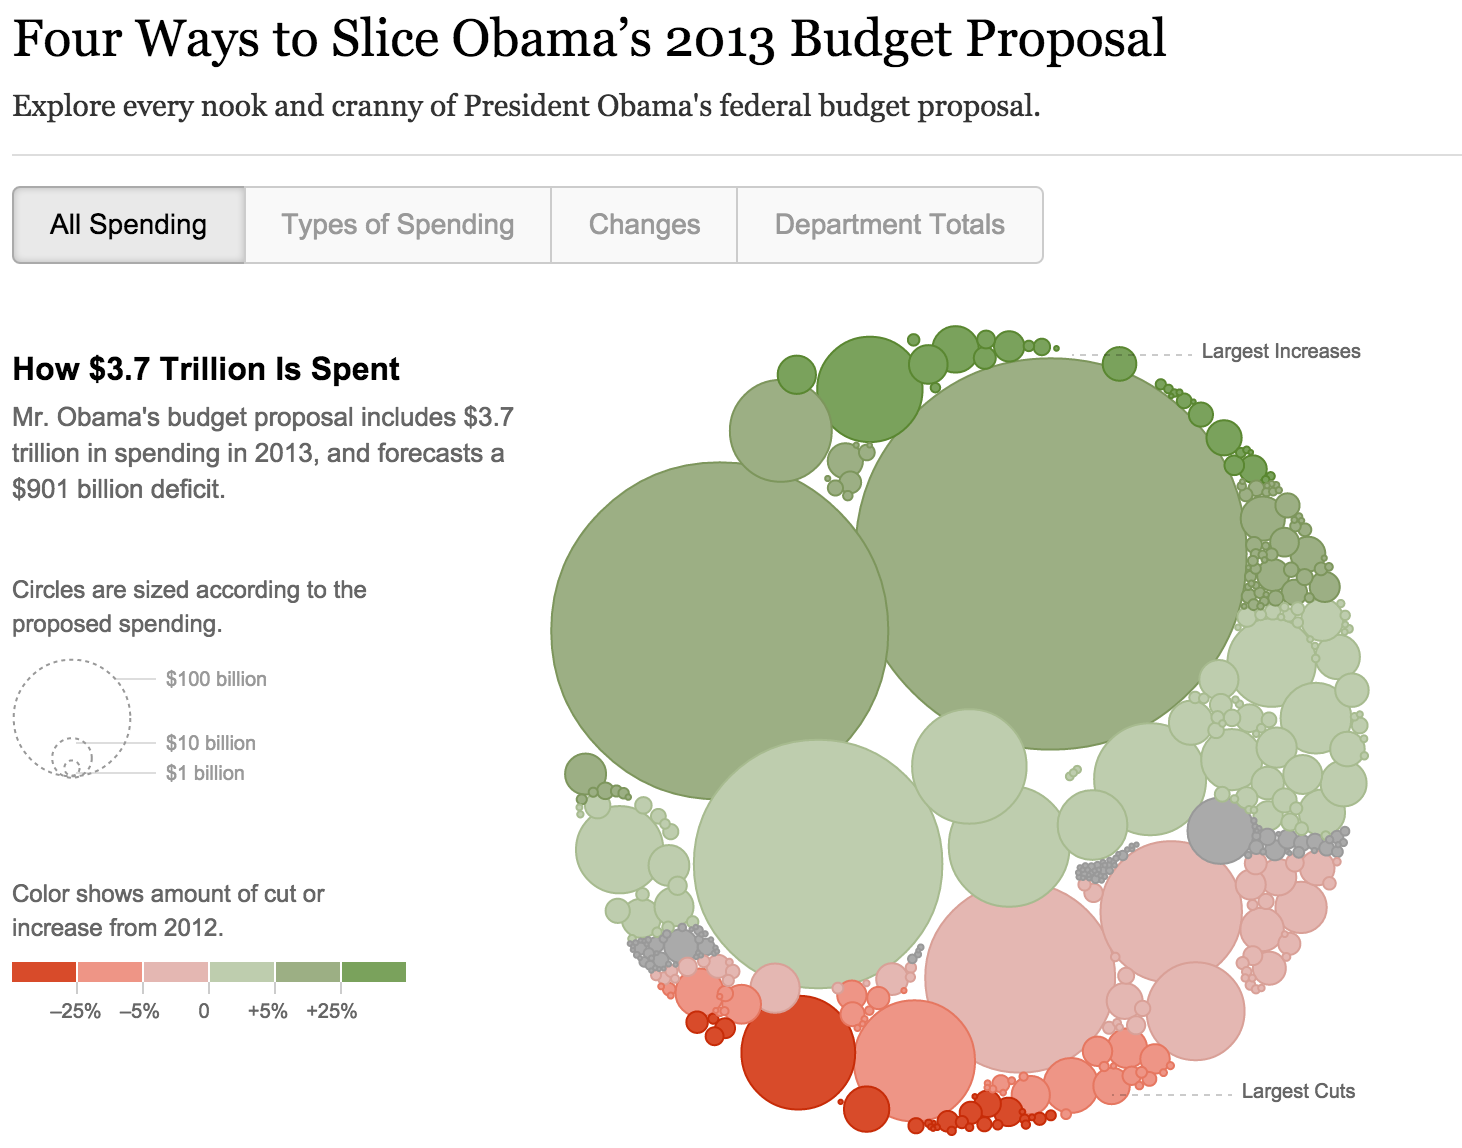 Four Ways to Slice Obama’s 2013 Budget Proposal
Explore every nook and cranny of President Obama's federal budget proposal.
All Spending
Types of Spending
Changes
Department Totals
How $3.7 Trillion Is Spent
Mr. Obama's budget proposal includes $3.7
trillion in spending in 2013, and forecasts a
$901 billion deficit.
Circles are sized according to the
proposed spending.
$100 billion
$10 billion
$1 billion
Color shows amount of cut or
increase from 2012.
–25%
–5%
0
+5%
+25%
Largest Increases
Largest Cuts